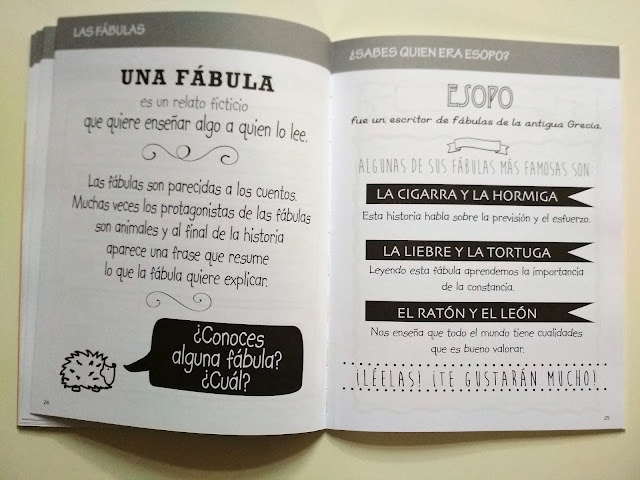 LAS FÁBULAS
UNA FÁBULA
es un relato ficticio
que quiere enseñar algo a quien lo lee.
Las fábulas son parecidas a los cuentos.
Muchas veces los protagonistas de las fábulas
son animales y al final de la historia
aparece una frase que resume
lo que la fábula quiere explicar.
¿Conoces
alguna fábula?
¿Cuál?
24
¿SABES QUIEN ERA ESOPO?
ESOPO
fue un escritor de fábulas de la antigua Grecia.
ALGUNAS DE SUS FÁBULAS MÁS FAMOSAS SON
LA CIGARRA Y LA HORMIGA
Esta historia habla sobre la previsión y el esfuerzo.
LA LIEBRE Y LA TORTUGA
Leyendo esta fábula aprendemos la importancia
de la constancia.
EL RATÓN Y EL LEÓN
Nos enseña que todo el mundo tiene cualidades
que es bueno valorar.
¡LÉELAS! ¡TE GUSTARÁN MUCHO!
25